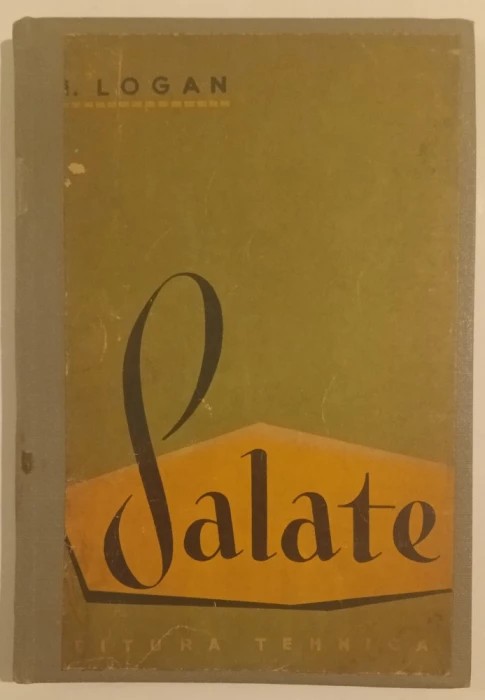 . LOGAN
Salate
ITURA TEHNICA